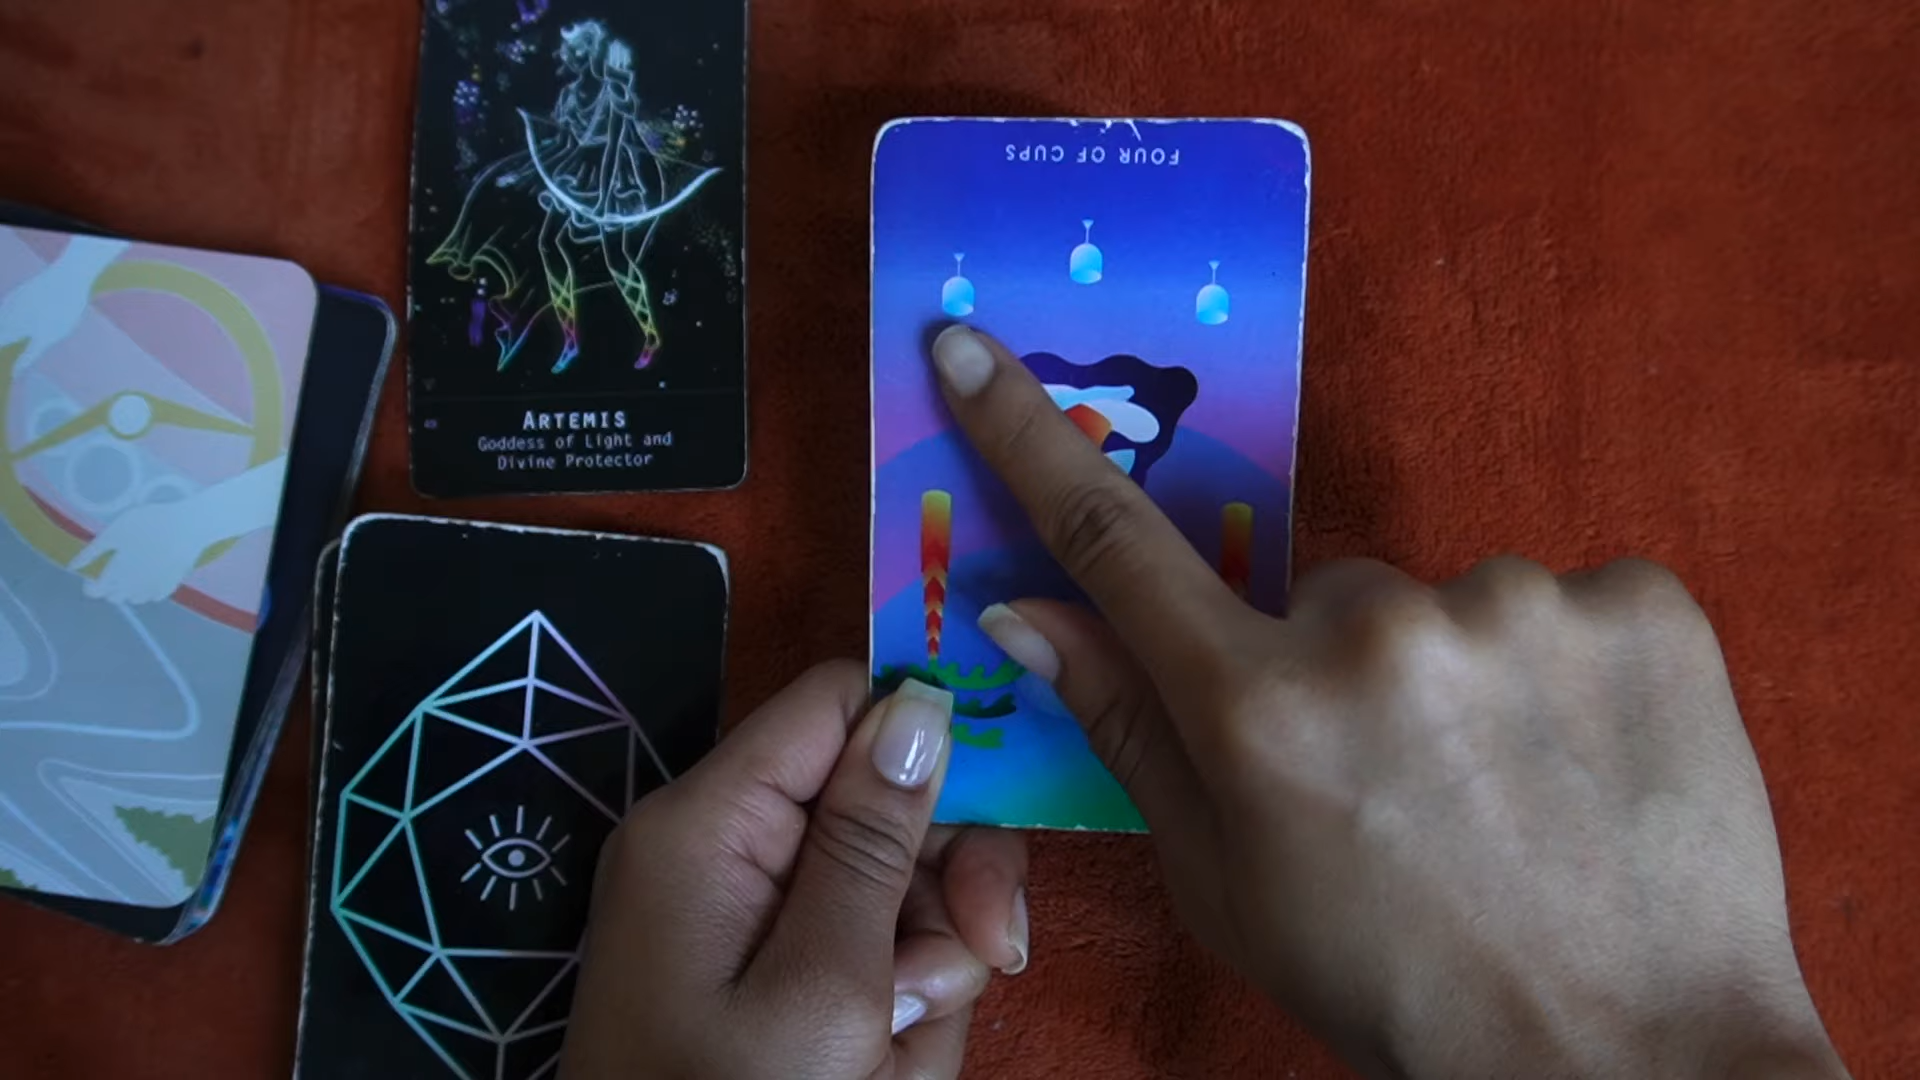 ARTEMIS
Goddess of Light and
Divine Protector
FOUR OF CUPS